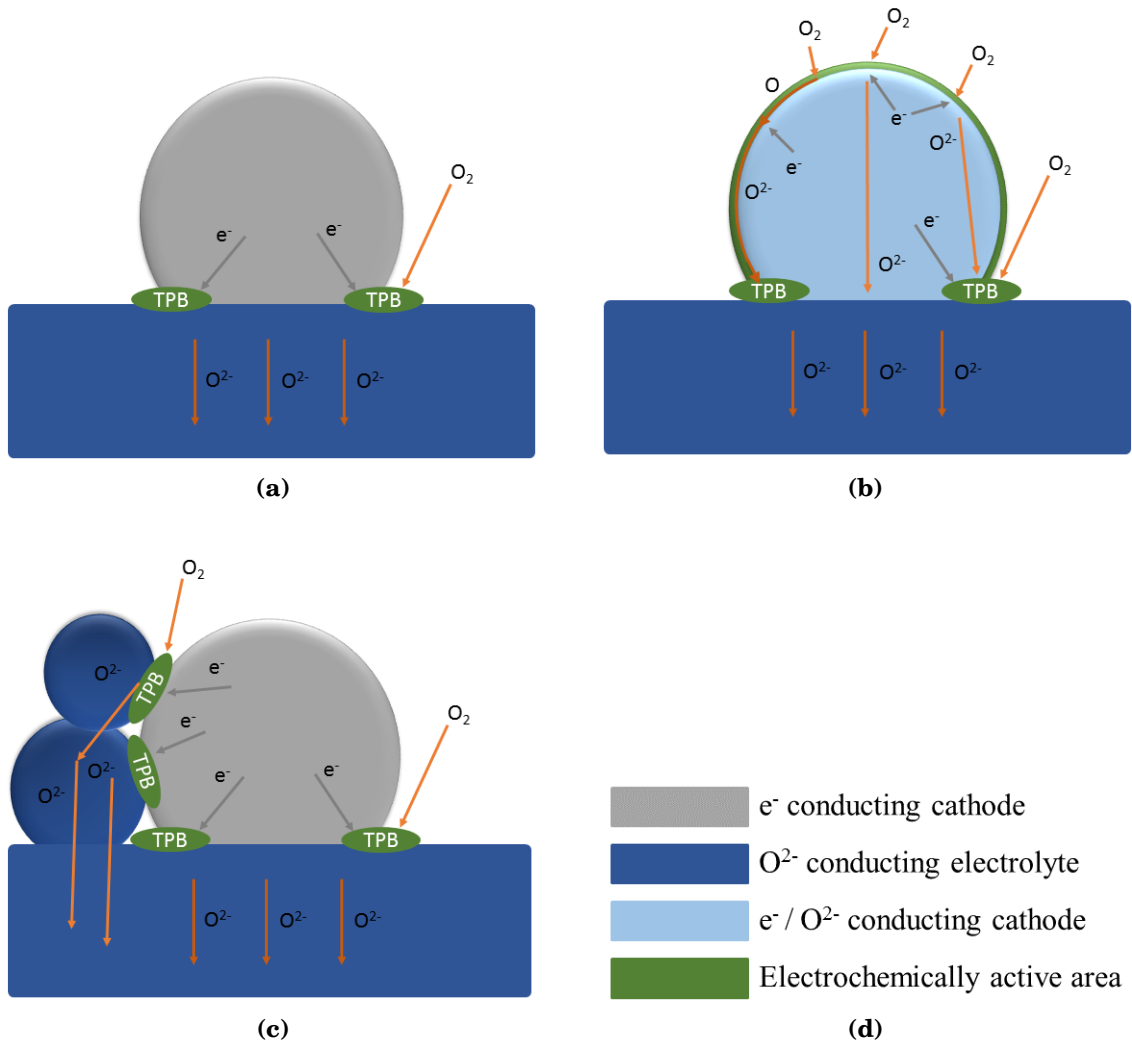 O₂
e⁻
e⁻
TPB
TPB
O²⁻
O²⁻
O²⁻
(a)
O₂
O₂
O₂
O
e⁻
O²⁻
e⁻
O₂
O²⁻
e⁻
O²⁻
TPB
TPB
O²⁻
O²⁻
O²⁻
(b)
O₂
O²⁻
TPB
e⁻
O₂
e⁻
TPB
O²⁻
O²⁻
e⁻
e⁻
TPB
TPB
O²⁻
O²⁻
O²⁻
(c)
e⁻ conducting cathode
O²⁻ conducting electrolyte
e⁻ / O²⁻ conducting cathode
Electrochemically active area
(d)